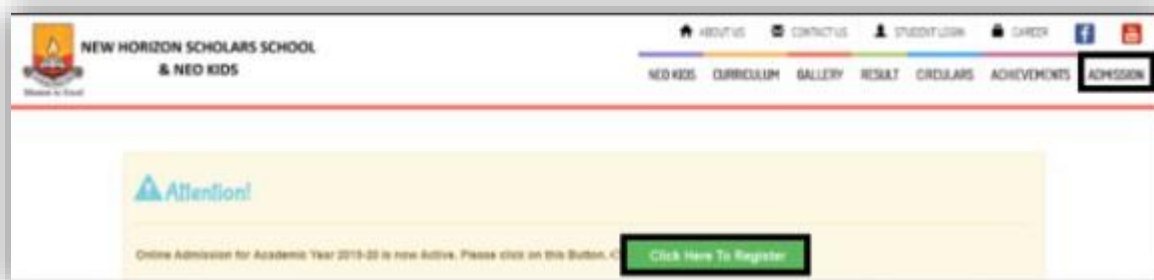 NEW HORIZON SCHOLARS SCHOOL
& NEO KIDS
ABOUT US CONTACT US STUDENT LOGIN CAREER
NEO KIDS CURRICULUM GALLERY RESULT CIRCULARS ACHIEVEMENTS ADMISSION
Attention!
Online Admission for Academic Year 2019-20 is now Active. Please click on this Button. Click Here To Register